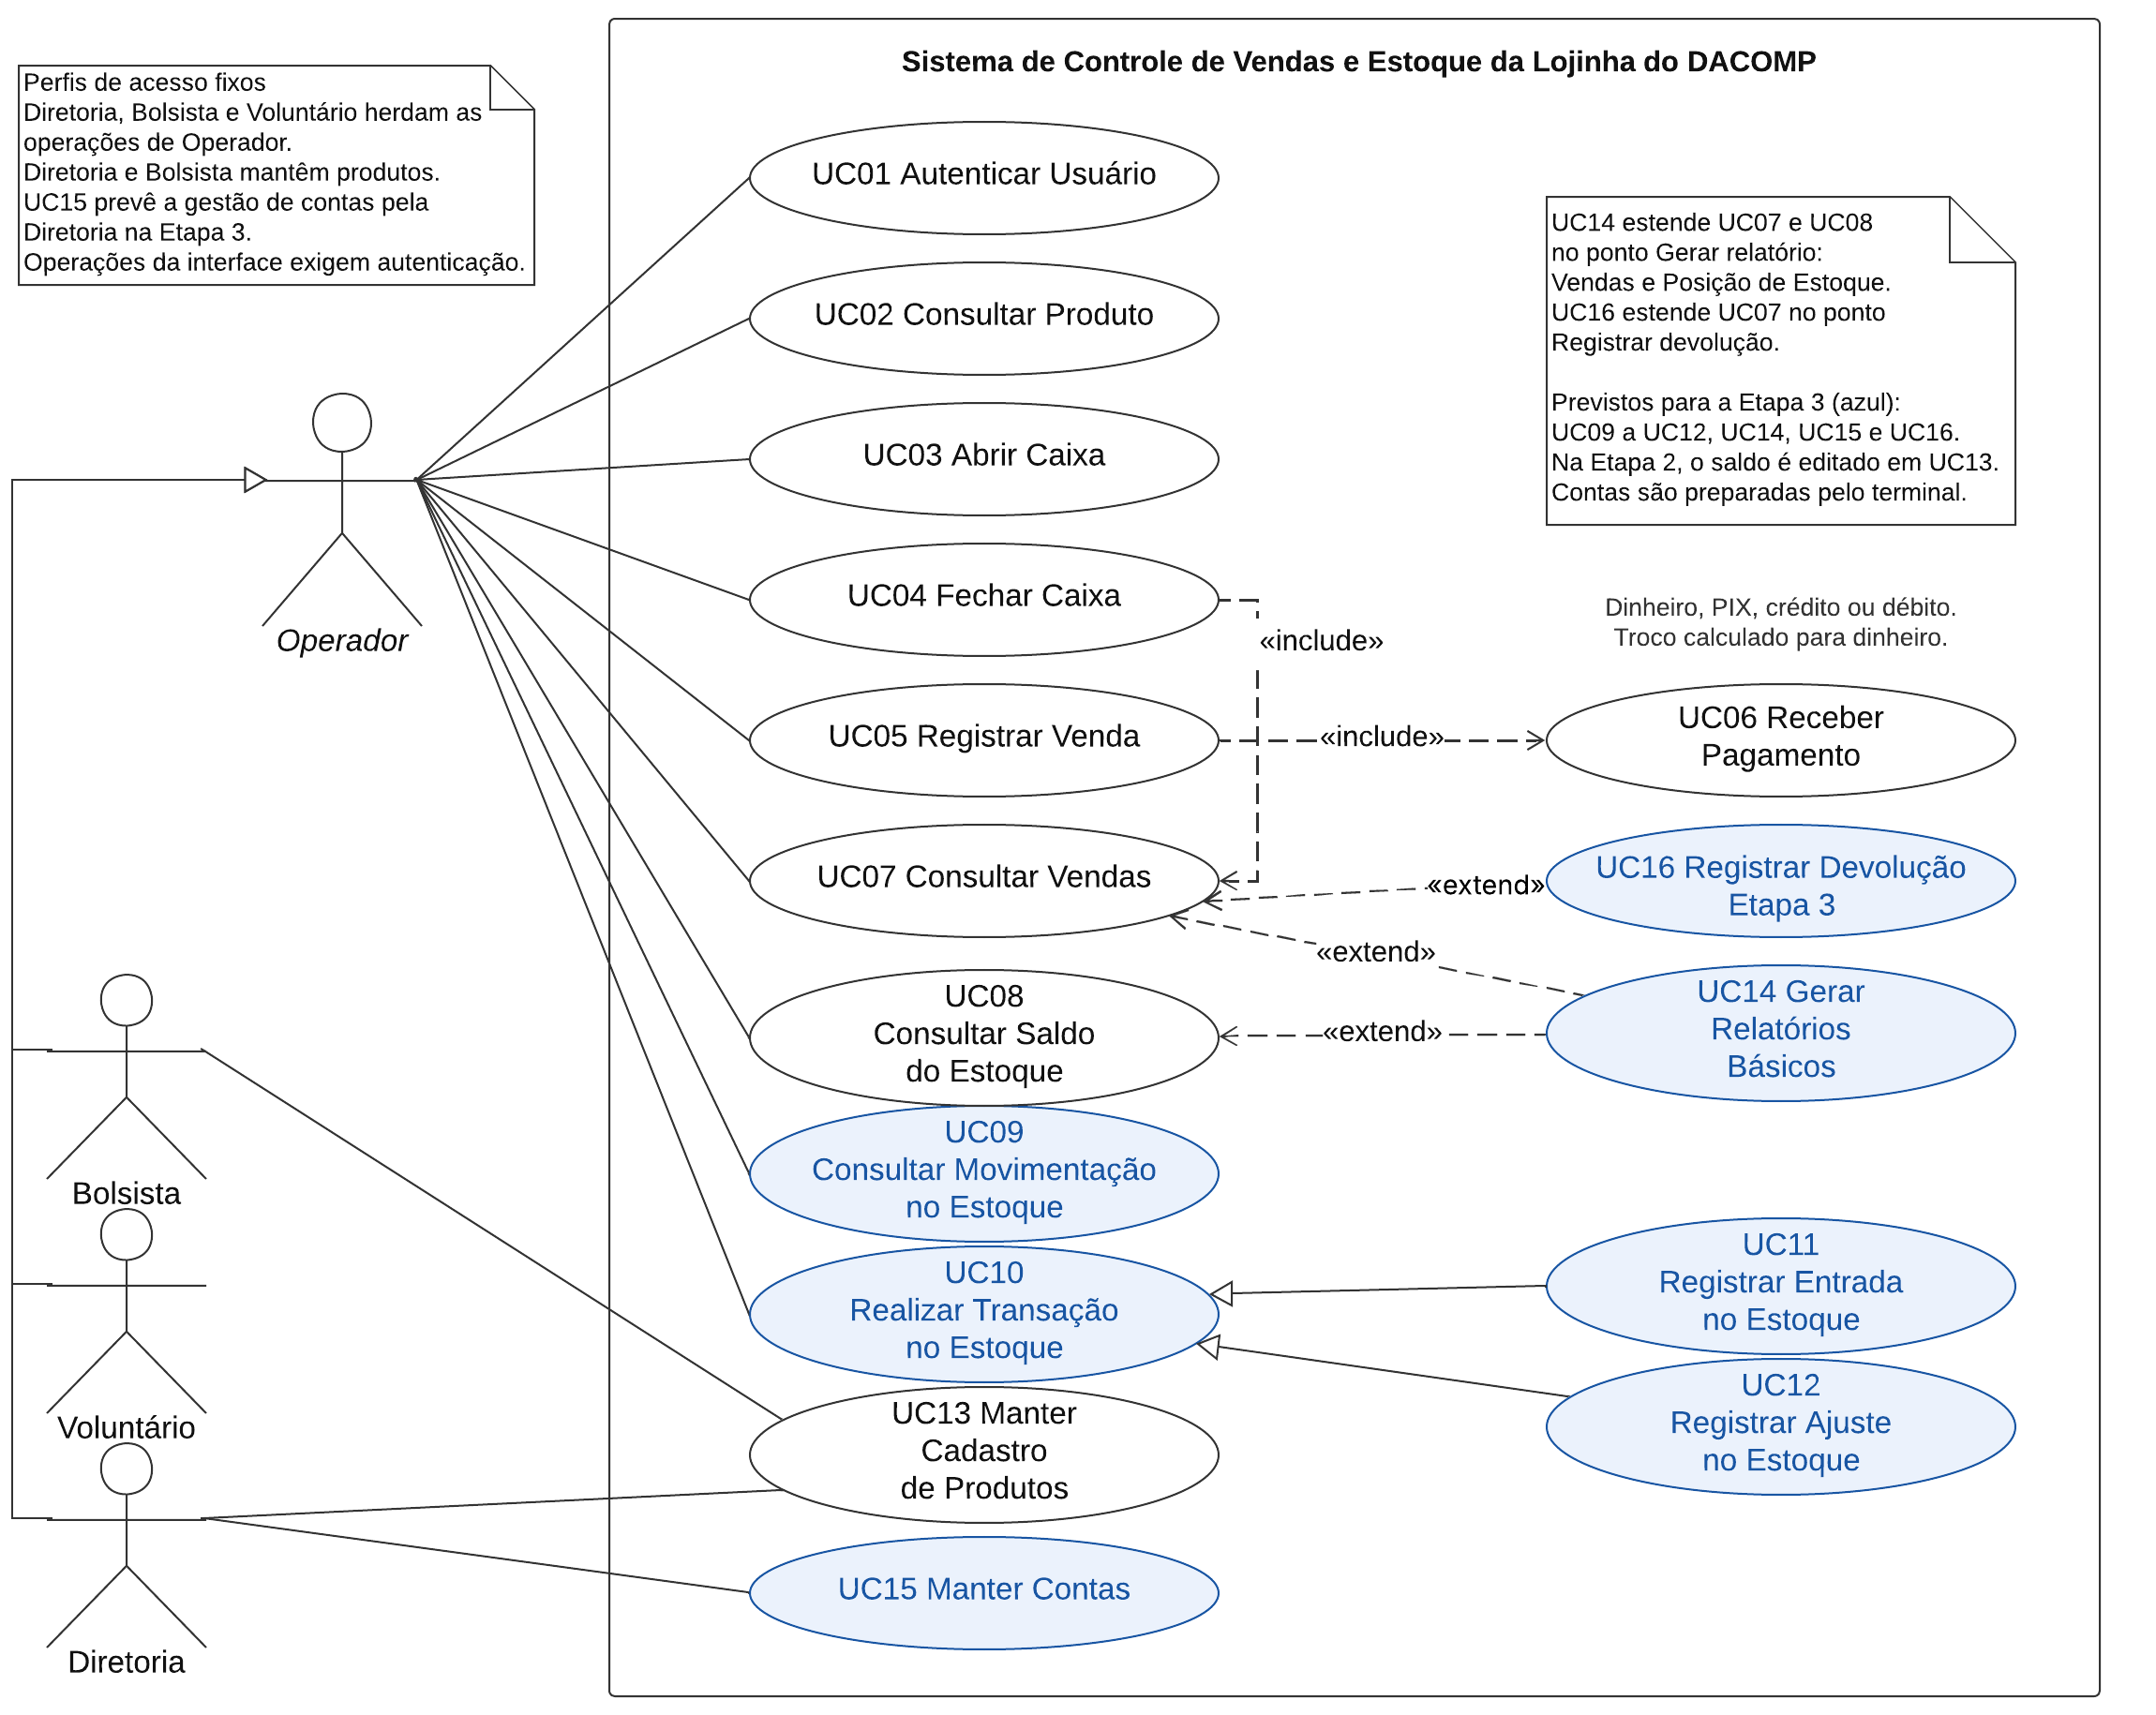 Sistema de Controle de Vendas e Estoque da Lojinha do DACOMP
Perfis de acesso fixos
Diretoria, Bolsista e Voluntário herdam as
operações de Operador.
Diretoria e Bolsista mantêm produtos.
UC15 prevê a gestão de contas pela
Diretoria na Etapa 3.
Operações da interface exigem autenticação.
UC01 Autenticar Usuário
UC02 Consultar Produto
UC03 Abrir Caixa
UC04 Fechar Caixa
UC14 estende UC07 e UC08
no ponto Gerar relatório:
Vendas e Posição de Estoque.
UC16 estende UC07 no ponto
Registrar devolução.
Previstos para a Etapa 3 (azul):
UC09 a UC12, UC14, UC15 e UC16.
Na Etapa 2, o saldo é editado em UC13.
Contas são preparadas pelo terminal.
Operador
«include»
Dinheiro, PIX, crédito ou débito.
Troco calculado para dinheiro.
UC05 Registrar Venda
«include»
UC06 Receber
Pagamento
UC07 Consultar Vendas
«extend»
UC16 Registrar Devolução
Etapa 3
«extend»
UC08
Consultar Saldo
do Estoque
«extend»
UC14 Gerar
Relatórios
Básicos
UC09
Consultar Movimentação
no Estoque
Bolsista
UC10
Realizar Transação
no Estoque
UC11
Registrar Entrada
no Estoque
Voluntário
UC13 Manter
Cadastro
de Produtos
UC12
Registrar Ajuste
no Estoque
UC15 Manter Contas
Diretoria